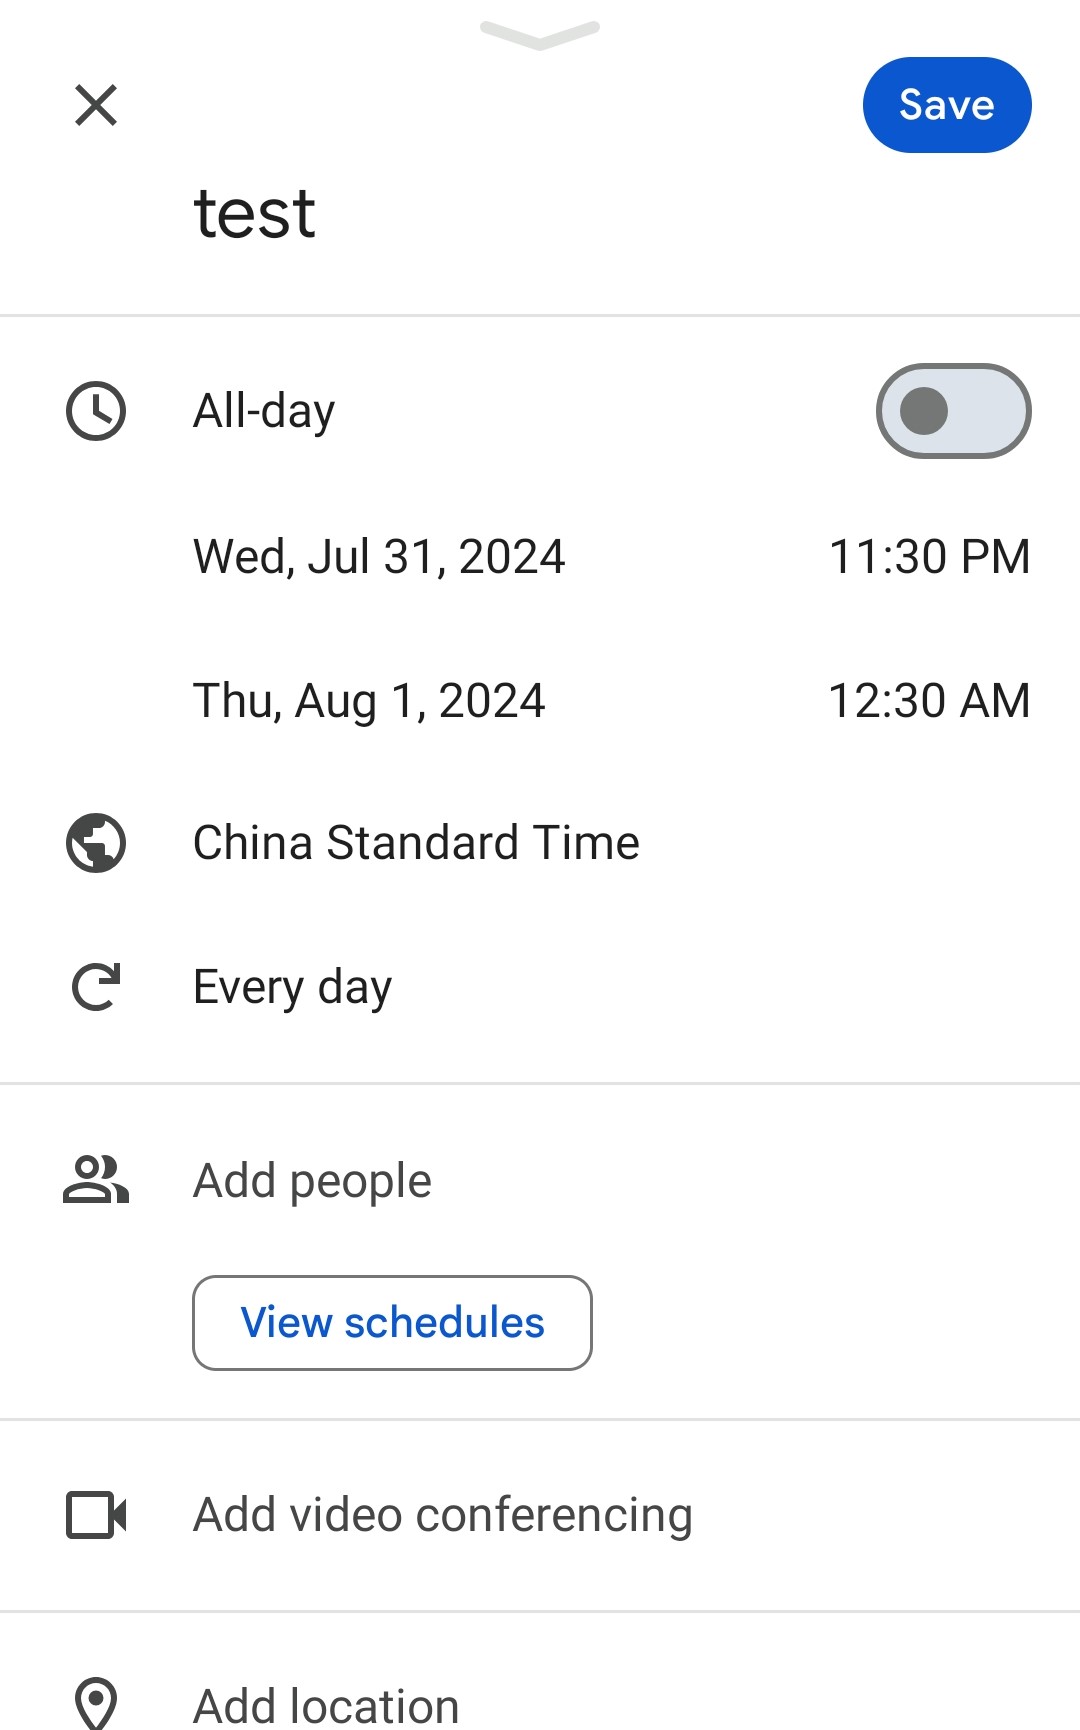 Save
test
All-day
Wed, Jul 31, 2024 11:30 PM
Thu, Aug 1, 2024 12:30 AM
China Standard Time
Every day
Add people
View schedules
Add video conferencing
Add location